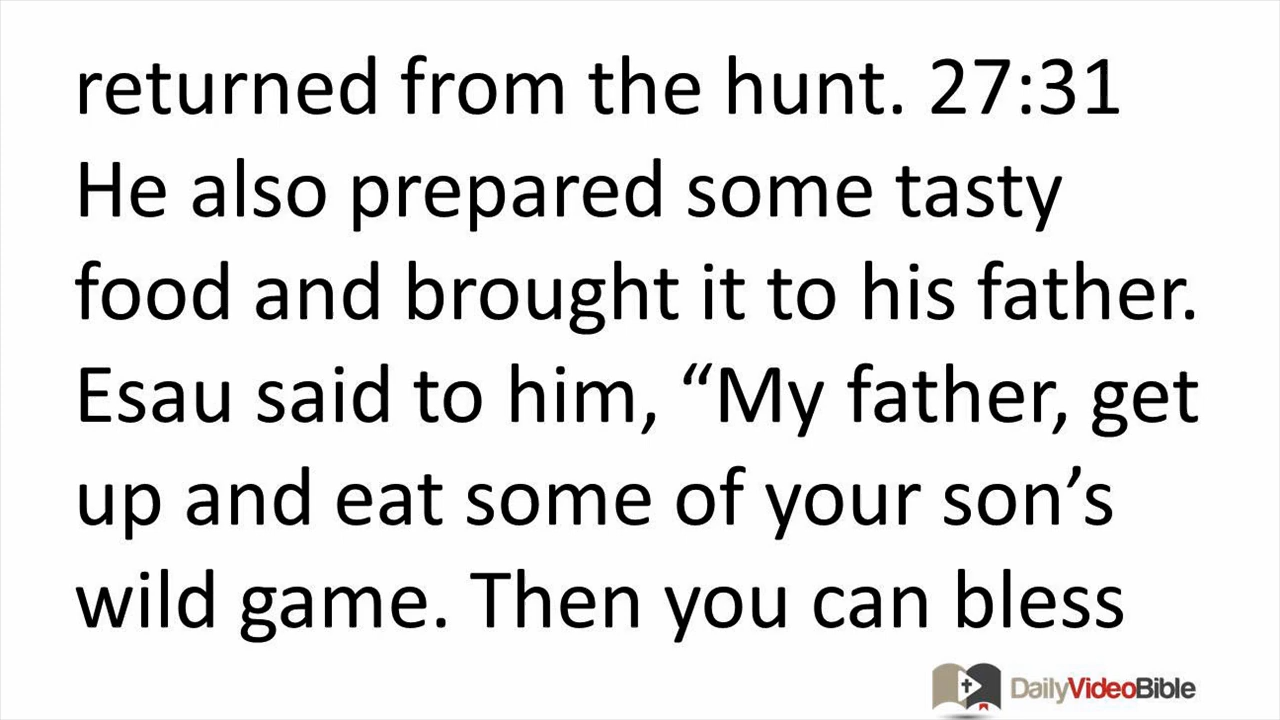 returned from the hunt. 27:31
He also prepared some tasty
food and brought it to his father.
Esau said to him, “My father, get
up and eat some of your son’s
wild game. Then you can bless
DailyVideoBible